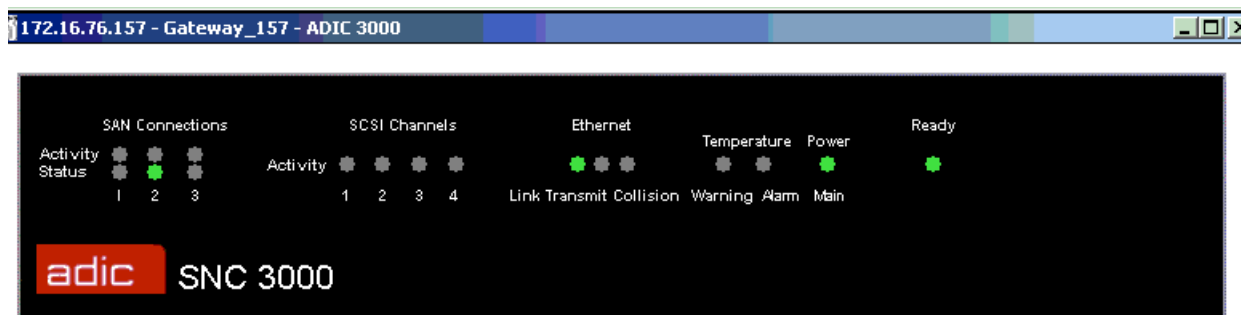 172.16.76.157 - Gateway_157 - ADIC 3000
SAN Connections SCSI Channels Ethernet Ready
Temperature Power
Activity
Status Activity
1 2 3 1 2 3 4 Link Transmit Collision Warning Alarm Main
adic SNC 3000